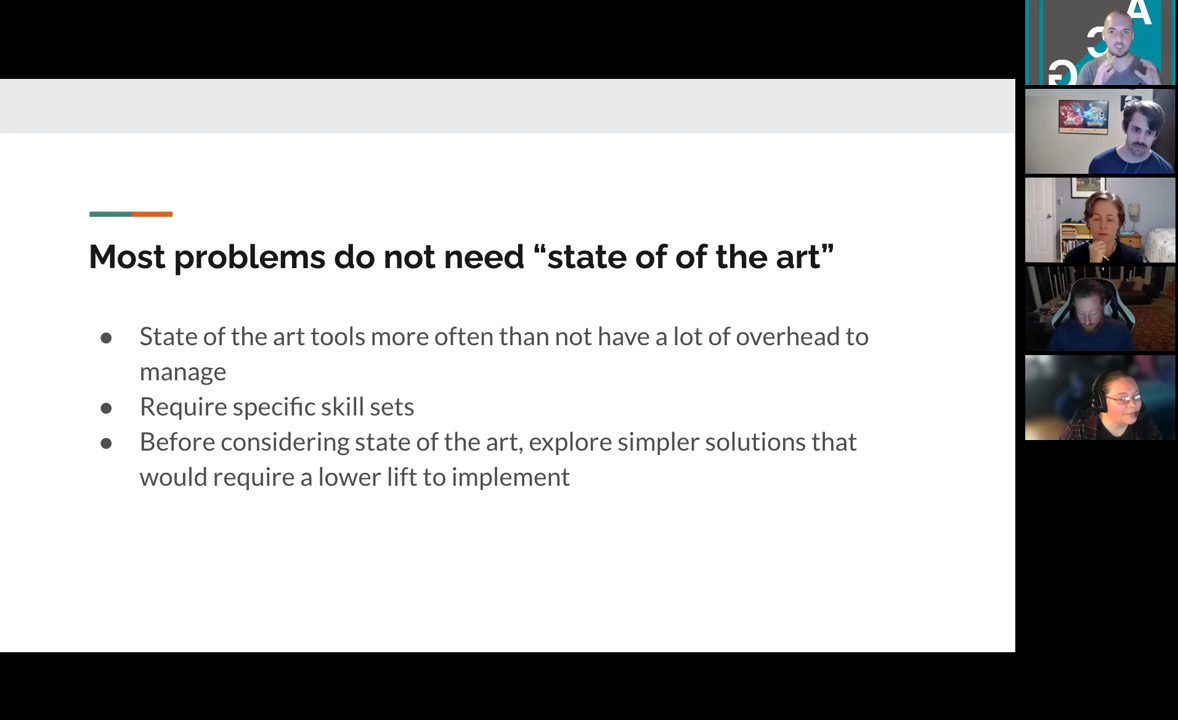 Most problems do not need “state of of the art”
● State of the art tools more often than not have a lot of overhead to
manage
● Require specific skill sets
● Before considering state of the art, explore simpler solutions that
would require a lower lift to implement
A
C
G